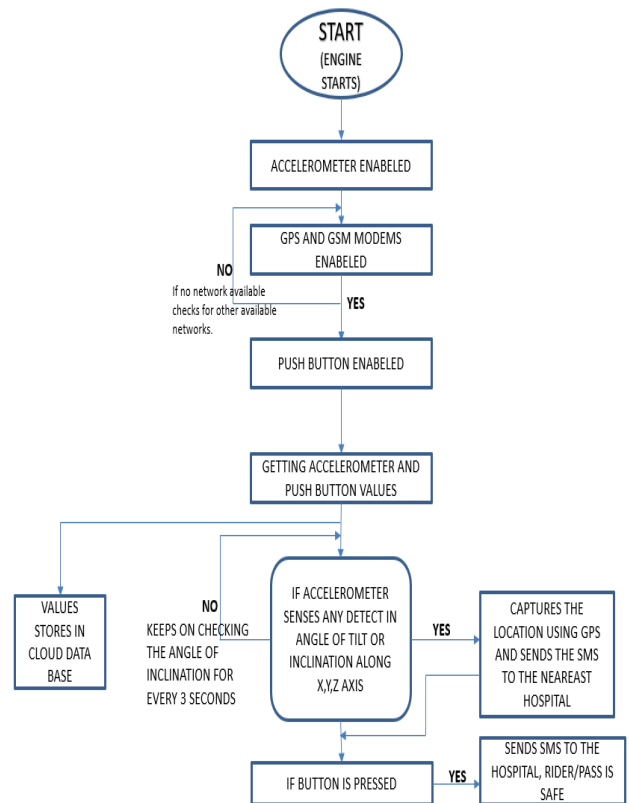 START
(ENGINE
STARTS)
ACCELEROMETER ENABELED
GPS AND GSM MODEMS
ENABELED
NO
If no network available
checks for other available
networks.
YES
PUSH BUTTON ENABELED
GETTING ACCELEROMETER AND
PUSH BUTTON VALUES
VALUES
STORES IN
CLOUD DATA
BASE
NO
KEEPS ON CHECKING
THE ANGLE OF
INCLINATION FOR
EVERY 3 SECONDS
IF ACCELEROMETER
SENSES ANY DETECT IN
ANGLE OF TILT OR
INCLINATION ALONG
X,Y,Z AXIS
YES
CAPTURES THE
LOCATION USING GPS
AND SENDS THE SMS
TO THE NEAREAST
HOSPITAL
IF BUTTON IS PRESSED
YES
SENDS SMS TO THE
HOSPITAL, RIDER/PASS IS
SAFE